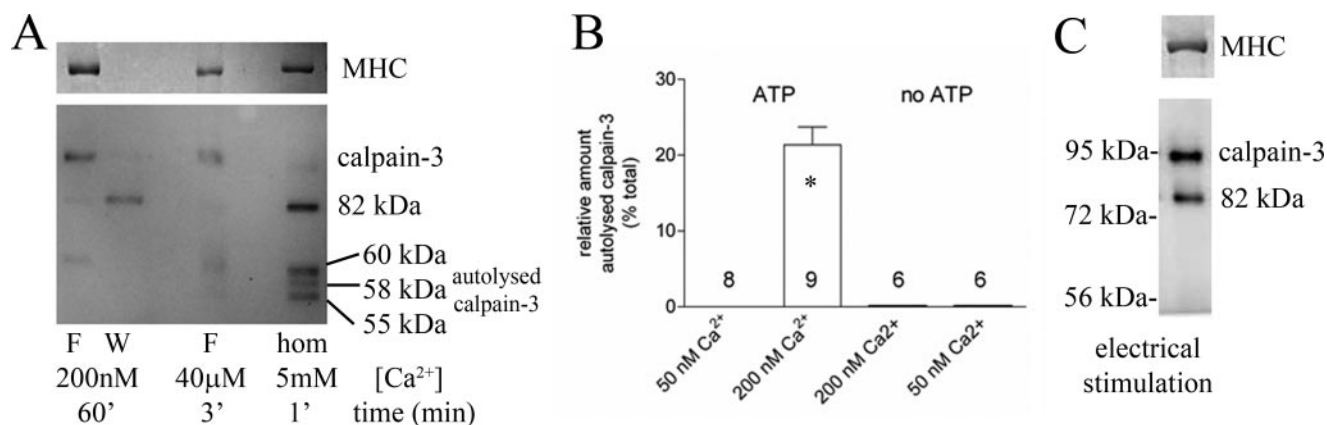 A
MHC
calpain-3
82 kDa
60 kDa
58 kDa autolysed
calpain-3
55 kDa
F W F hom
200nM 40µM 5mM [Ca²⁺]
60’ 3’ 1’ time (min)
B
relative amount
autolysed calpain-3
(% total)
30
20
10
0
ATP no ATP
*
8 9 6 6
50 nM Ca²⁺
200 nM Ca²⁺
200 nM Ca2+
50 nM Ca2+
C
MHC
95 kDa- calpain-3
82 kDa
72 kDa-
56 kDa-
electrical
stimulation